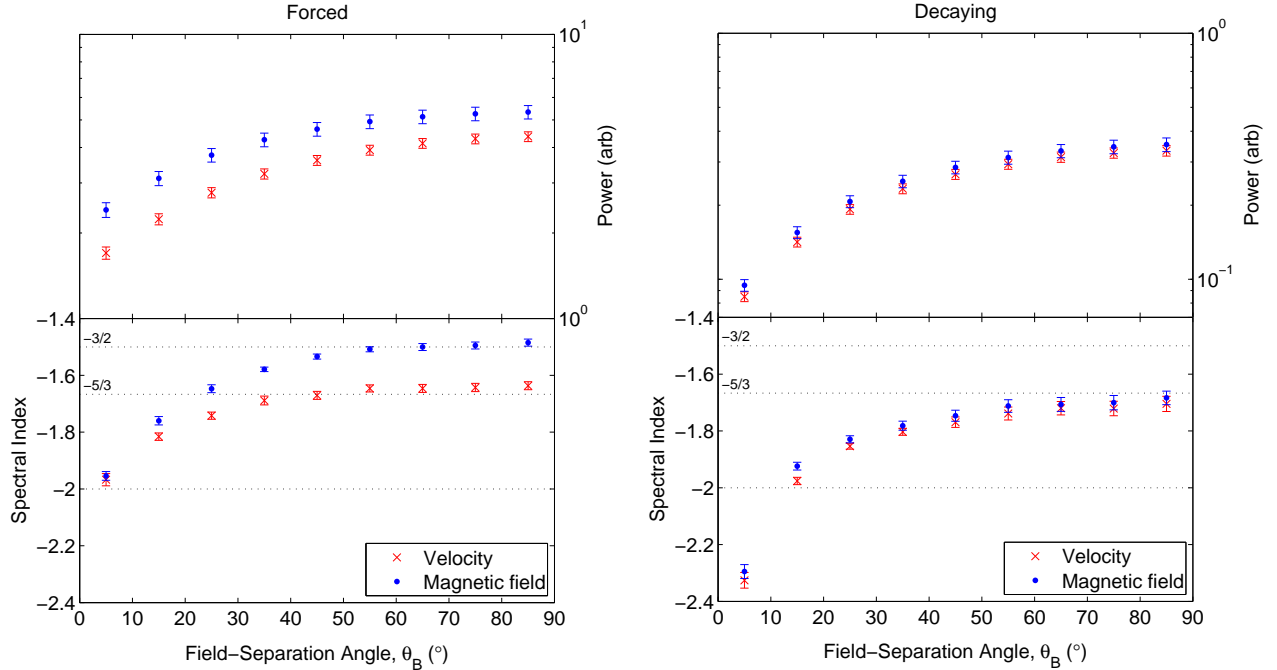 Forced
10^1
Power (arb)
10^0
−1.4
−1.6
−1.8
−2
−2.2
−2.4
Spectral Index
−3/2
−5/3
Velocity
Magnetic field
0 10 20 30 40 50 60 70 80 90
Field−Separation Angle, θ_B (°)
Decaying
10^0
Power (arb)
10^−1
−1.4
−1.6
−1.8
−2
−2.2
−2.4
Spectral Index
−3/2
−5/3
Velocity
Magnetic field
0 10 20 30 40 50 60 70 80 90
Field−Separation Angle, θ_B (°)